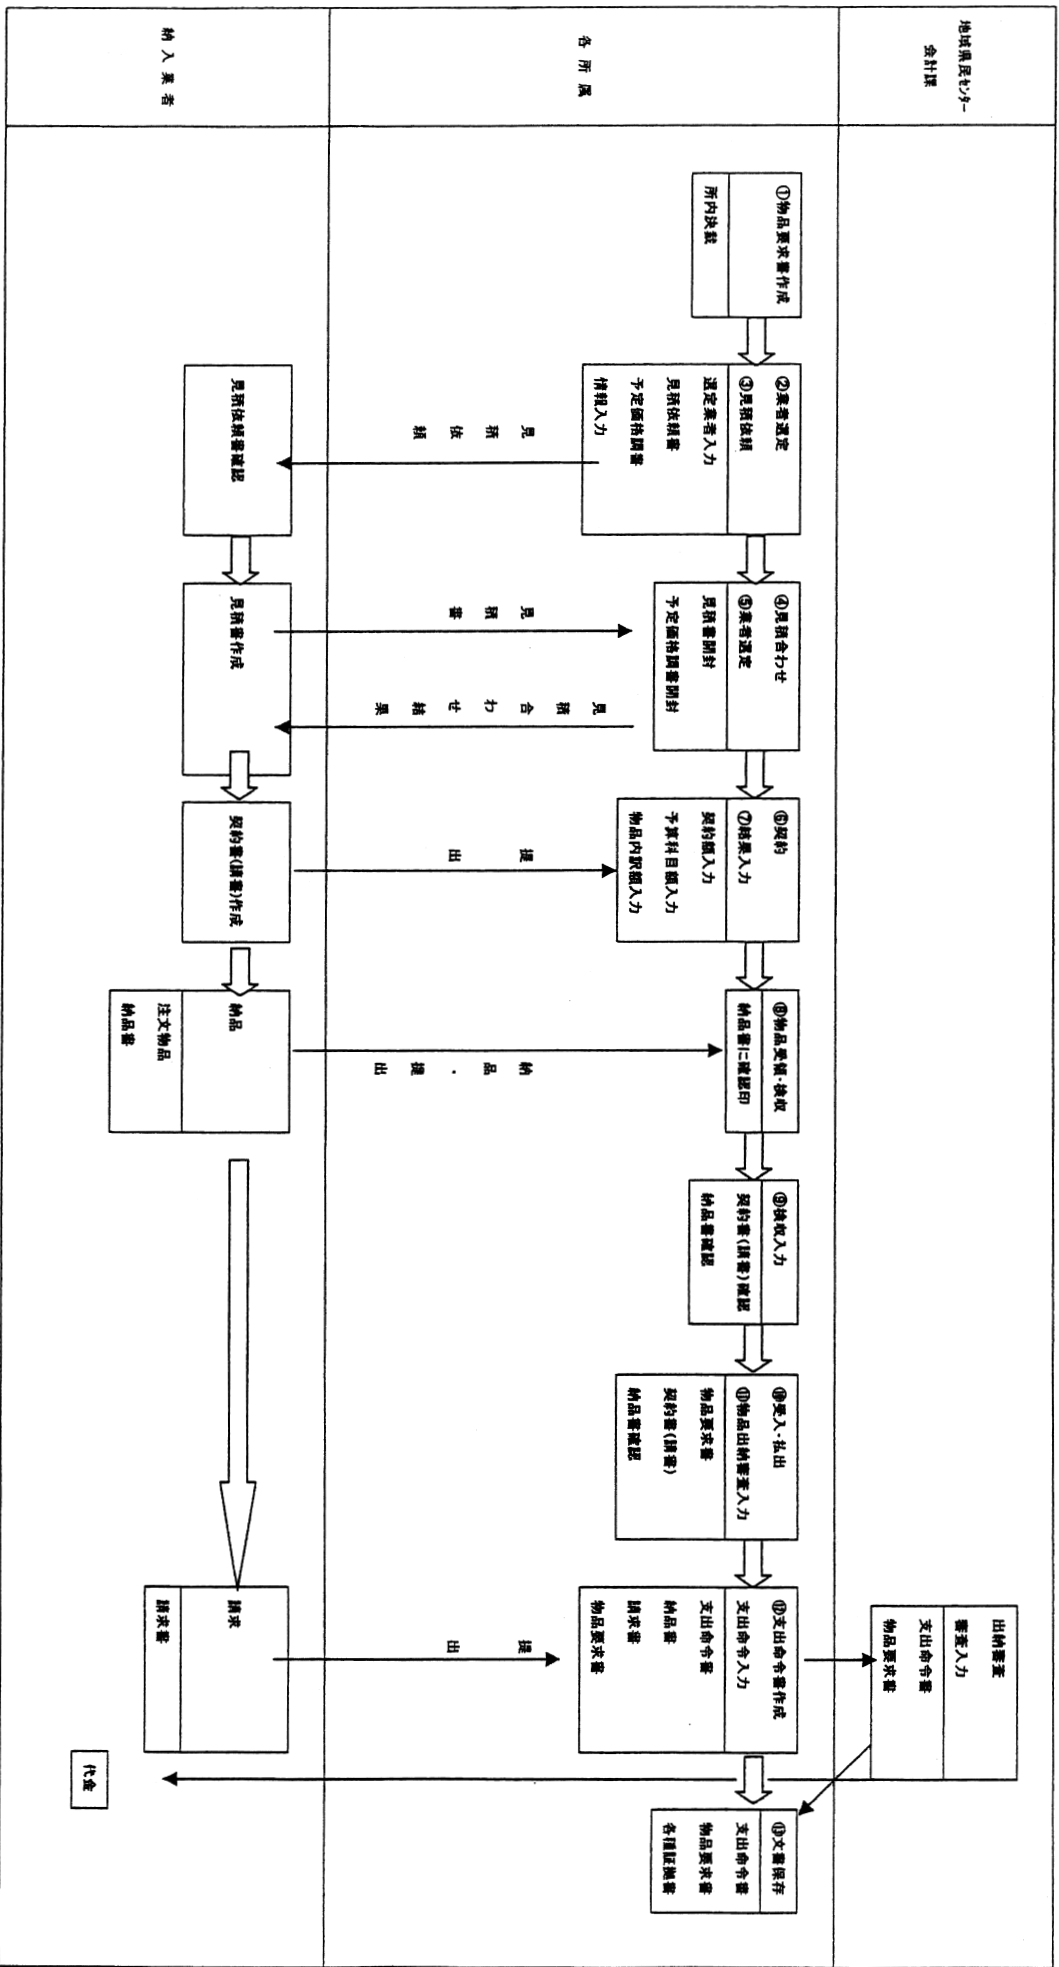 地域県民センター
会計課
出納審査
審査入力
支出命令書
物品要求書
各所属
①物品要求書作成
所内決裁
②業者選定
③見積依頼
選定業者入力
見積依頼書
予定価格調書
情報入力
④見積合わせ
⑤業者選定
見積書開封
予定価格調書開封
⑥契約
⑦結果入力
契約額入力
予算科目額入力
物品内訳額入力
⑧物品受領・検収
納品書に確認印
⑨検収入力
契約書(請書)確認
納品書確認
⑩受入・払出
⑪物品出納審査入力
物品要求書
契約書(請書)
納品書確認
⑫支出命令書作成
支出命令入力
支出命令書
納品書
請求書
物品要求書
⑬文書保存
支出命令書
物品要求書
各種証拠書
見積依頼
見積書
見積合わせ結果
提出
納品・提出
提出
納入業者
見積依頼書確認
見積書作成
契約書(請書)作成
納品
注文物品
納品書
請求
請求書
代金